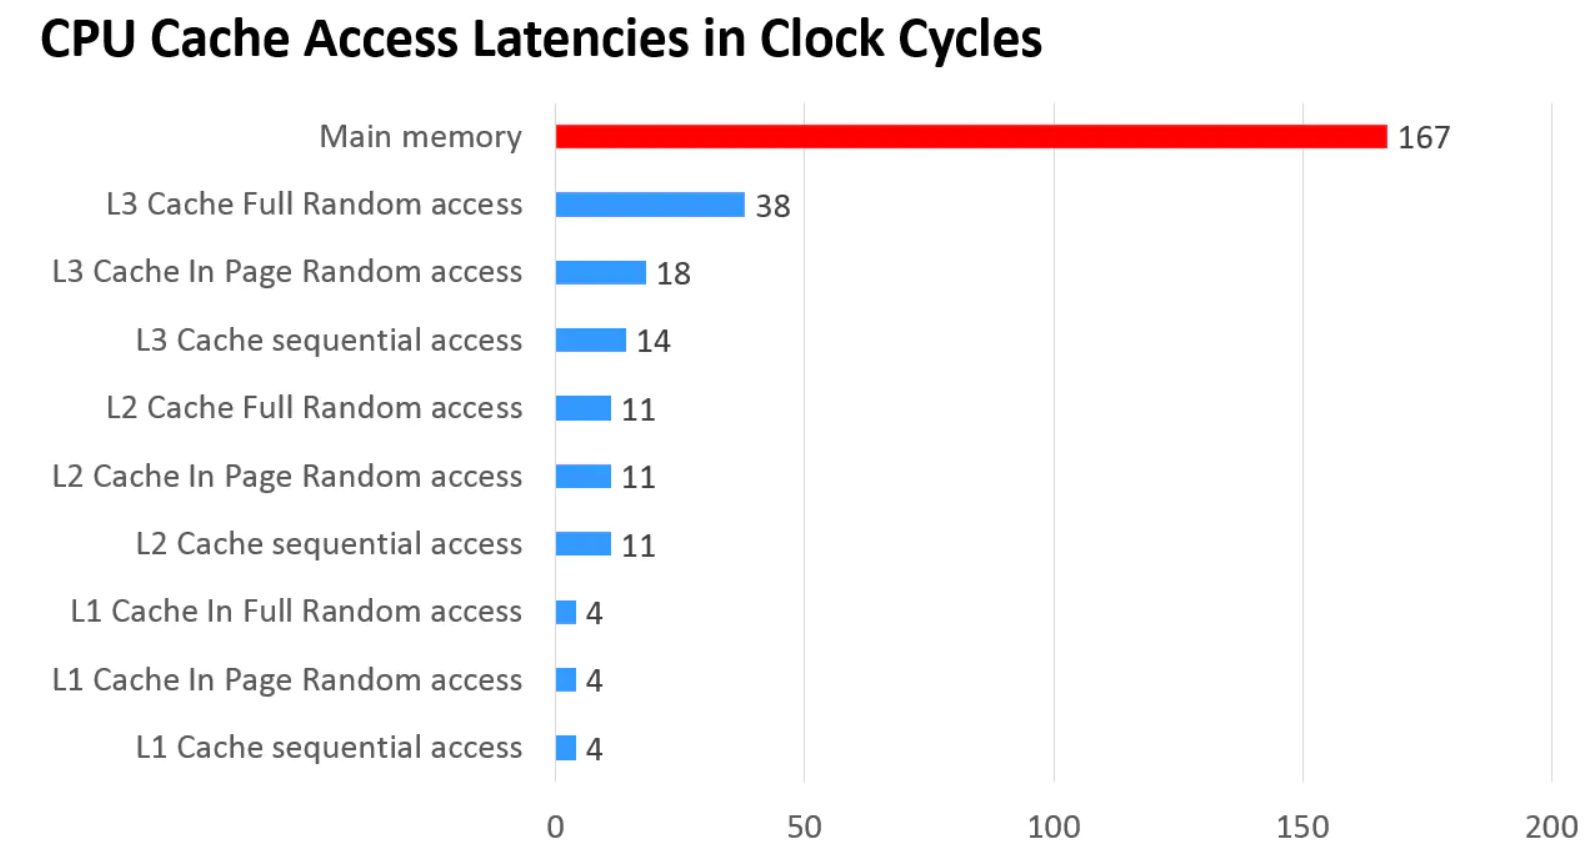 CPU Cache Access Latencies in Clock Cycles
Main memory 167
L3 Cache Full Random access 38
L3 Cache In Page Random access 18
L3 Cache sequential access 14
L2 Cache Full Random access 11
L2 Cache In Page Random access 11
L2 Cache sequential access 11
L1 Cache In Full Random access 4
L1 Cache In Page Random access 4
L1 Cache sequential access 4
0 50 100 150 200